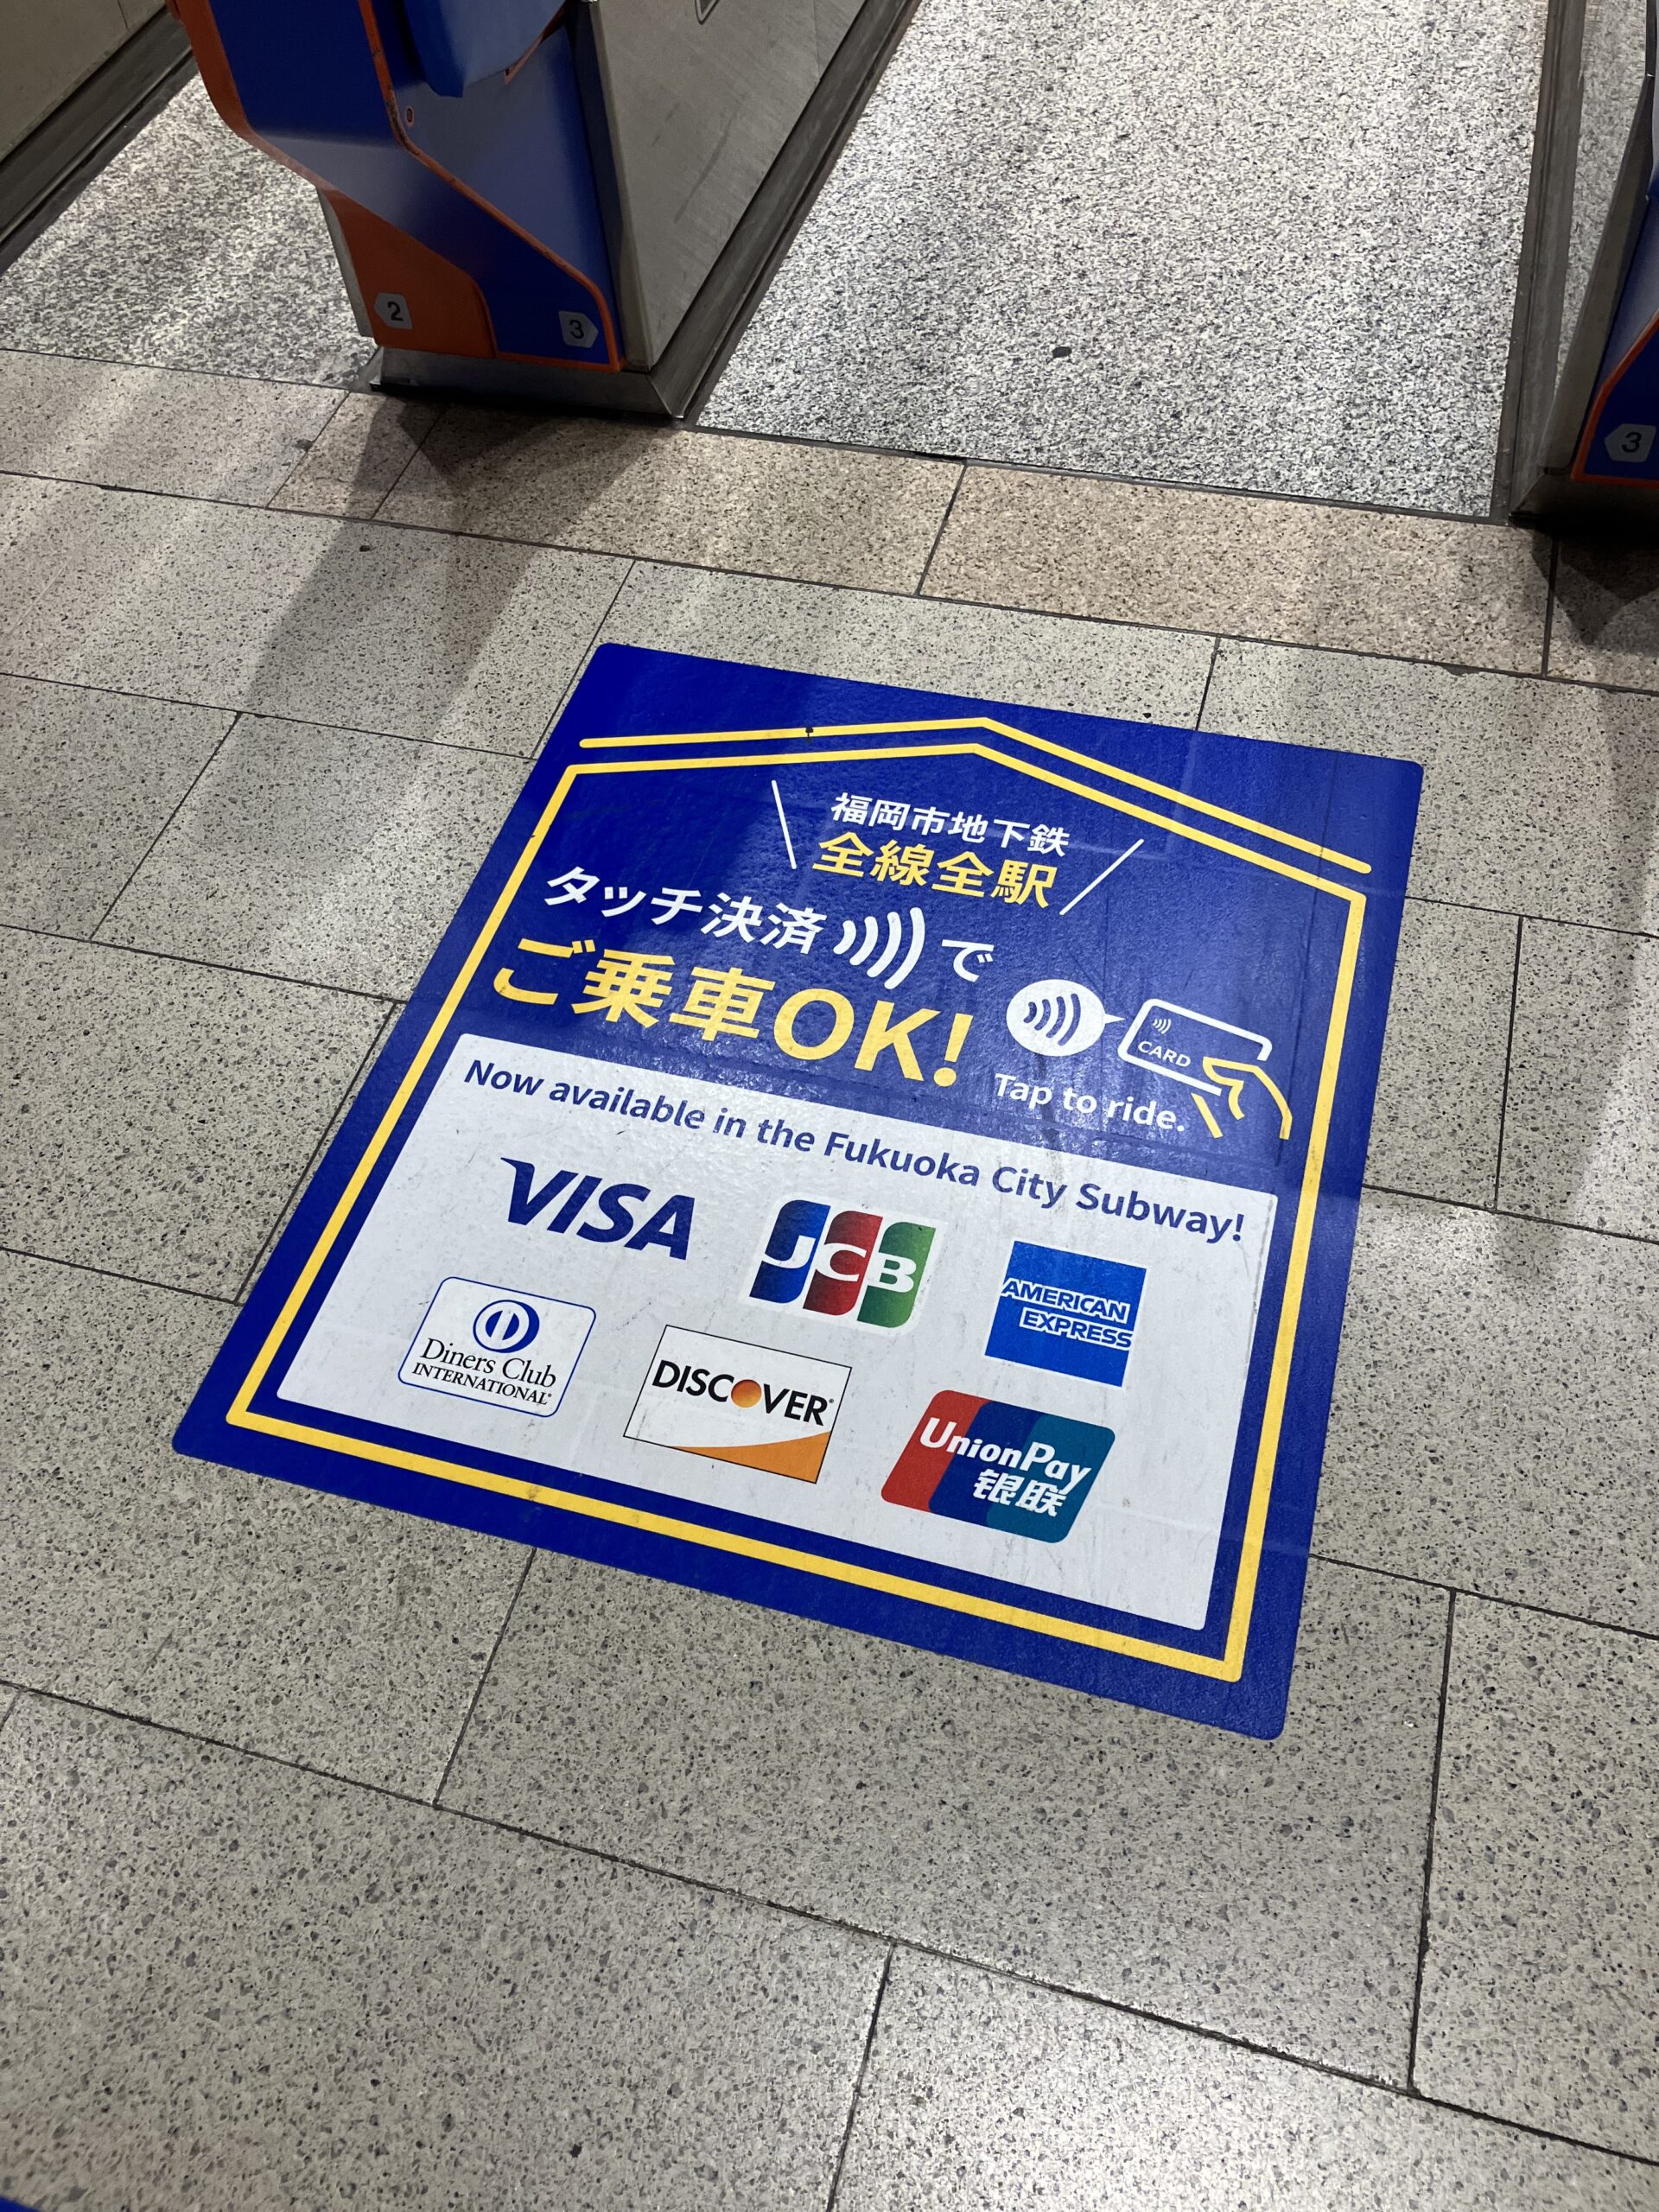 2
3
3
福岡市地下鉄
全線全駅
タッチ決済 で
ご乗車OK!
CARD
Tap to ride.
Now available in the Fukuoka City Subway!
VISA
JCB
AMERICAN
EXPRESS
Diners Club
INTERNATIONAL®
DISCOVER®
UnionPay
银联